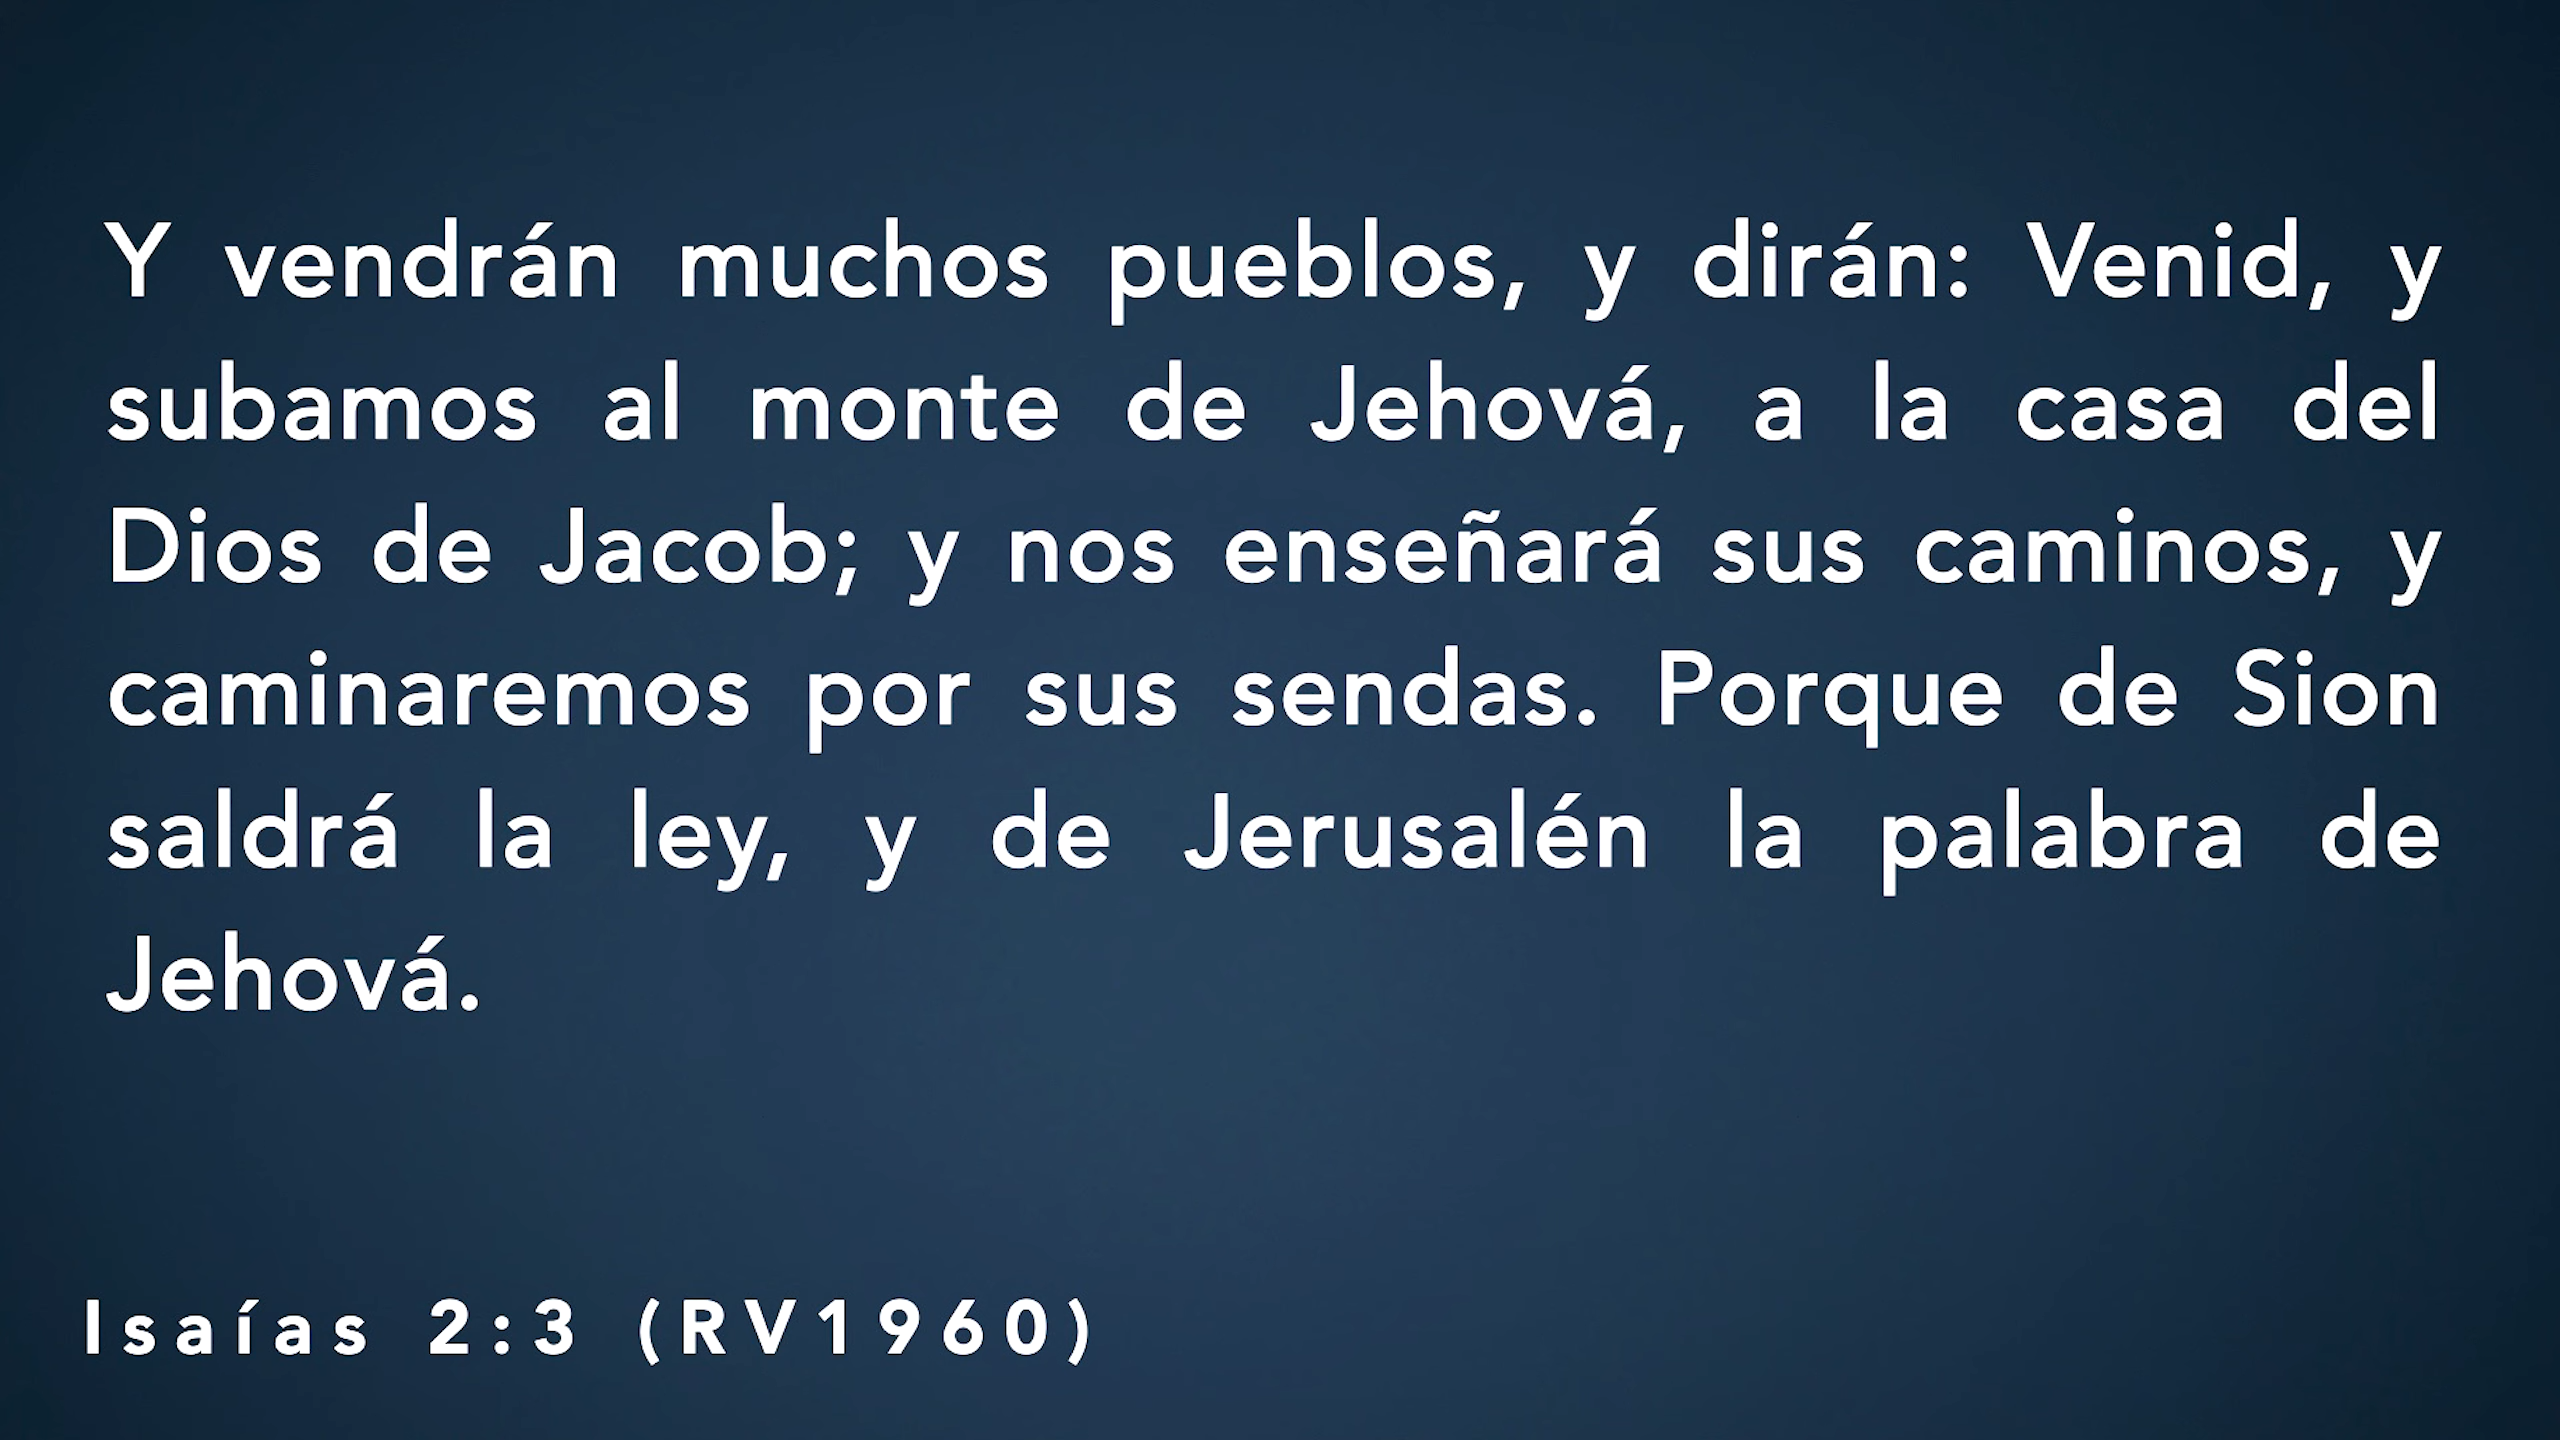 Y vendrán muchos pueblos, y dirán: Venid, y
subamos al monte de Jehová, a la casa del
Dios de Jacob; y nos enseñará sus caminos, y
caminaremos por sus sendas. Porque de Sion
saldrá la ley, y de Jerusalén la palabra de
Jehová.
Isaías 2:3 (RV1960)